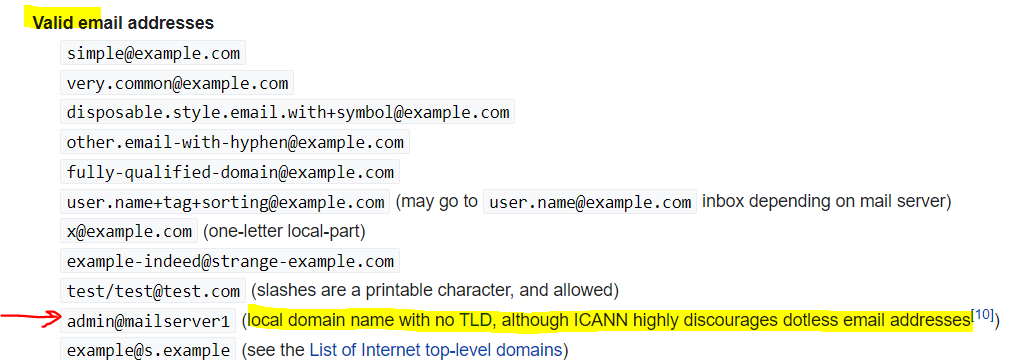 Valid email addresses
simple@example.com
very.common@example.com
disposable.style.email.with+symbol@example.com
other.email-with-hyphen@example.com
fully-qualified-domain@example.com
user.name+tag+sorting@example.com (may go to user.name@example.com inbox depending on mail server)
x@example.com (one-letter local-part)
example-indeed@strange-example.com
test/test@test.com (slashes are a printable character, and allowed)
admin@mailserver1 (local domain name with no TLD, although ICANN highly discourages dotless email addresses[10])
example@s.example (see the List of Internet top-level domains)